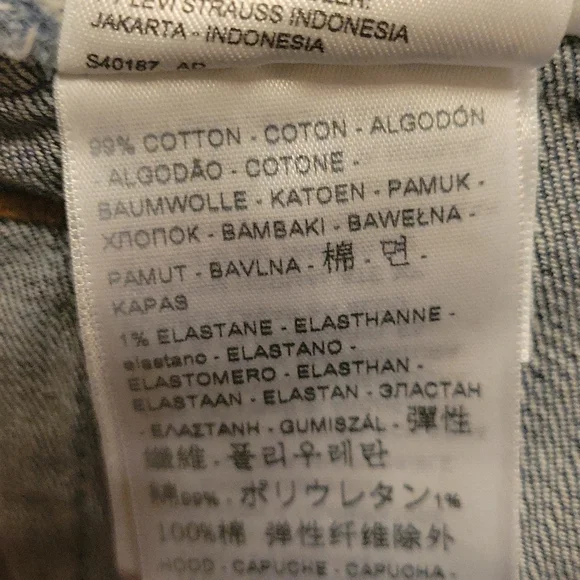 LEVI STRAUSS INDONESIA
JAKARTA - INDONESIA
S40187 AR
99% COTTON - COTON - ALGODÓN
- ALGODÃO - COTONE -
BAUMWOLLE - KATOEN - PAMUK -
ХЛОПОК - BAMBAKI - BAWEŁNA -
PAMUT - BAVLNA - 棉 - 면 -
KAPAS
1% ELASTANE - ELASTHANNE -
elastano - ELASTANO -
ELASTOMERO - ELASTHAN -
ELASTAAN - ELASTAN - ЭЛАСТАН
- ΕΛΑΣΤΑΝΗ - GUMISZÁL - 彈性
纖維 - 폴리우레탄
綿99% - ポリウレタン1%
100%棉 弹性纤维除外
HOOD - CAPUCHE - CAPUCHA -